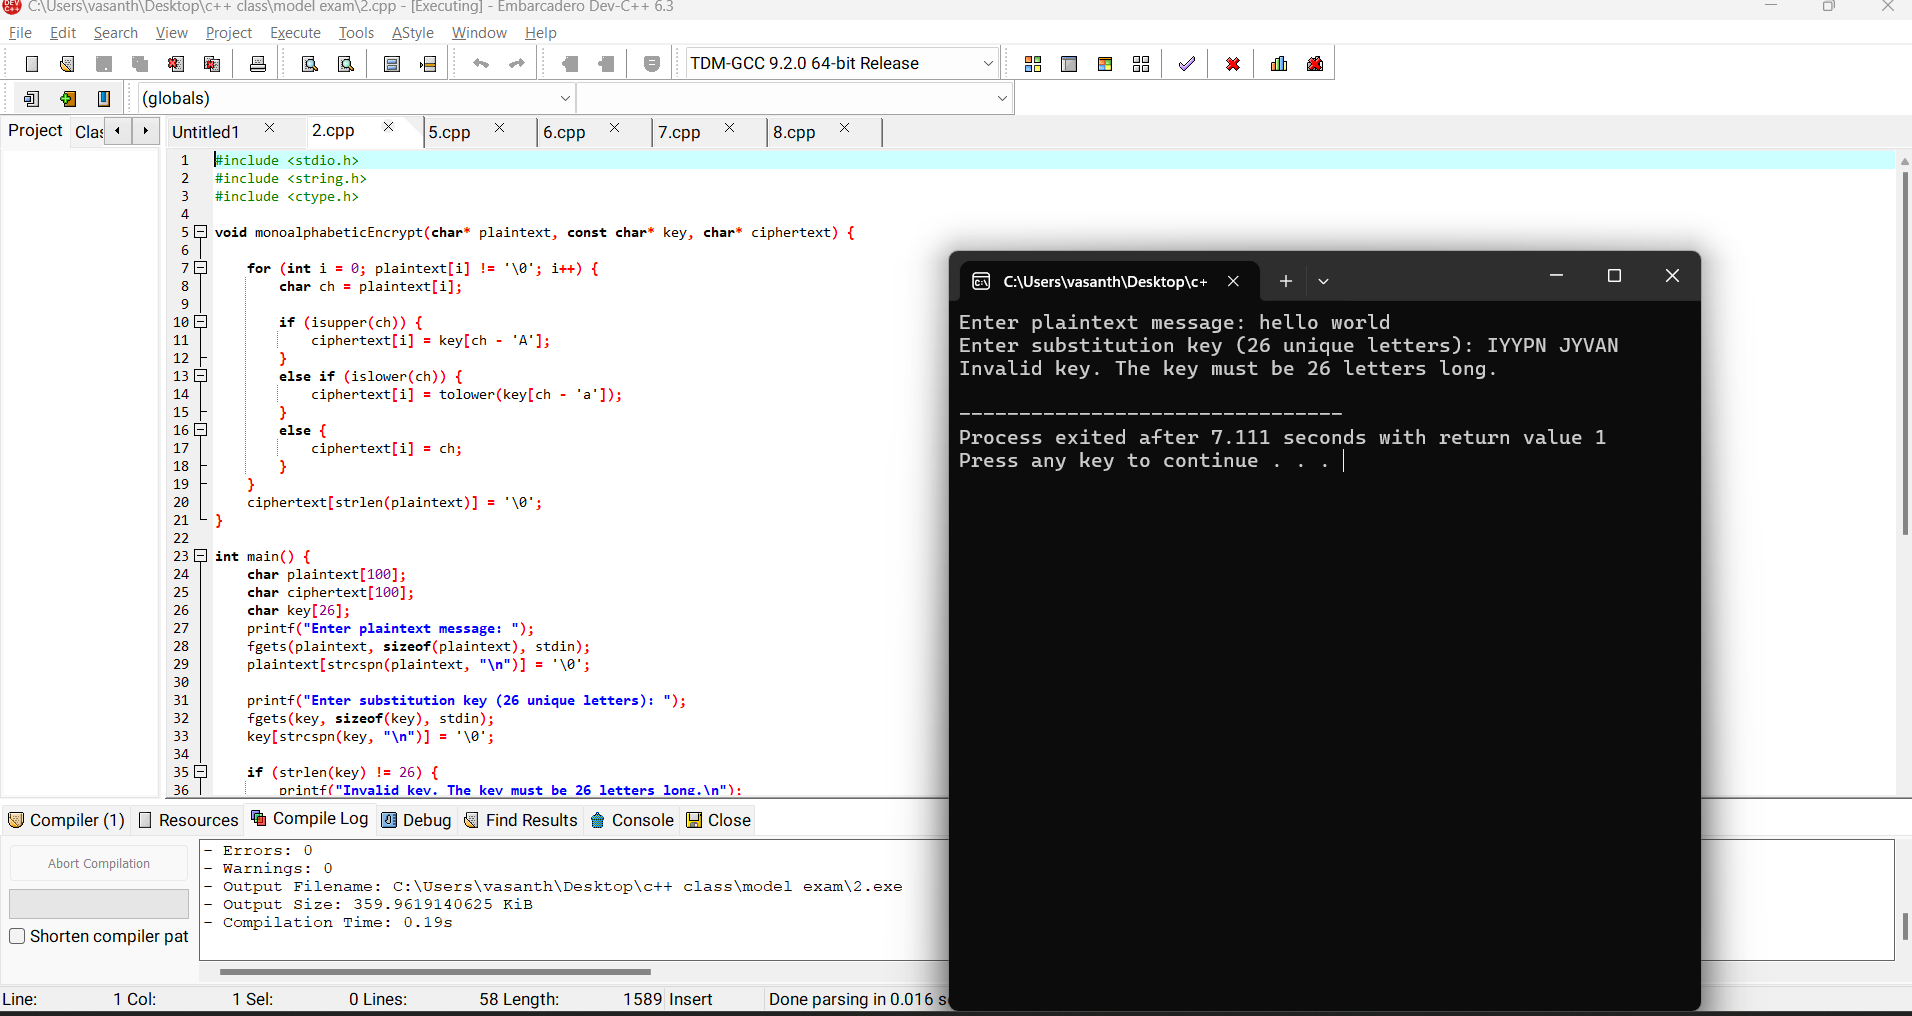 C:\Users\vasanth\Desktop\c++ class\model exam\2.cpp - [Executing] - Embarcadero Dev-C++ 6.3
File Edit Search View Project Execute Tools AStyle Window Help
TDM-GCC 9.2.0 64-bit Release
(globals)
Project Clas Untitled1 2.cpp 5.cpp 6.cpp 7.cpp 8.cpp
1 #include <stdio.h>
2 #include <string.h>
3 #include <ctype.h>
4
5 void monoalphabeticEncrypt(char* plaintext, const char* key, char* ciphertext) {
6
7 for (int i = 0; plaintext[i] != '\0'; i++) {
8 char ch = plaintext[i];
9
10 if (isupper(ch)) {
11 ciphertext[i] = key[ch - 'A'];
12 }
13 else if (islower(ch)) {
14 ciphertext[i] = tolower(key[ch - 'a']);
15 }
16 else {
17 ciphertext[i] = ch;
18 }
19 }
20 ciphertext[strlen(plaintext)] = '\0';
21 }
22
23 int main() {
24 char plaintext[100];
25 char ciphertext[100];
26 char key[26];
27 printf("Enter plaintext message: ");
28 fgets(plaintext, sizeof(plaintext), stdin);
29 plaintext[strcspn(plaintext, "\n")] = '\0';
30
31 printf("Enter substitution key (26 unique letters): ");
32 fgets(key, sizeof(key), stdin);
33 key[strcspn(key, "\n")] = '\0';
34
35 if (strlen(key) != 26) {
36 printf("Invalid key. The key must be 26 letters long.\n");
C:\Users\vasanth\Desktop\c+
Enter plaintext message: hello world
Enter substitution key (26 unique letters): IYYPN JYVAN
Invalid key. The key must be 26 letters long.
--------------------------------
Process exited after 7.111 seconds with return value 1
Press any key to continue . . .
Compiler (1) Resources Compile Log Debug Find Results Console Close
Abort Compilation
Shorten compiler pat
- Errors: 0
- Warnings: 0
- Output Filename: C:\Users\vasanth\Desktop\c++ class\model exam\2.exe
- Output Size: 359.9619140625 KiB
- Compilation Time: 0.19s
Line: 1 Col: 1 Sel: 0 Lines: 58 Length: 1589 Insert Done parsing in 0.016 s